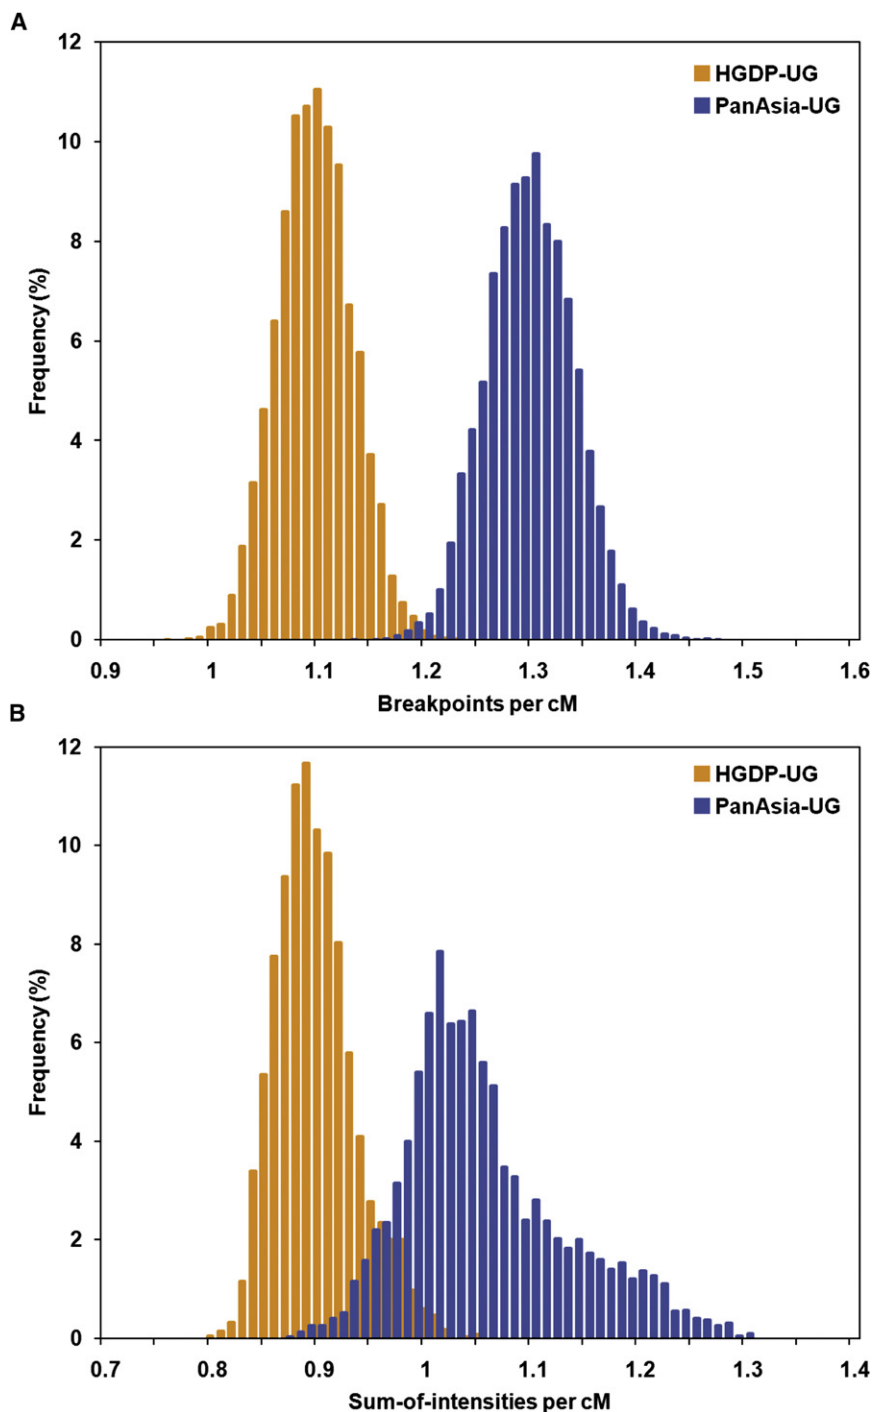 A
12
10
8
6
4
2
0
Frequency (%)
HGDP-UG
PanAsia-UG
0.9 1 1.1 1.2 1.3 1.4 1.5 1.6
Breakpoints per cM
B
12
10
8
6
4
2
0
Frequency (%)
HGDP-UG
PanAsia-UG
0.7 0.8 0.9 1 1.1 1.2 1.3 1.4
Sum-of-intensities per cM